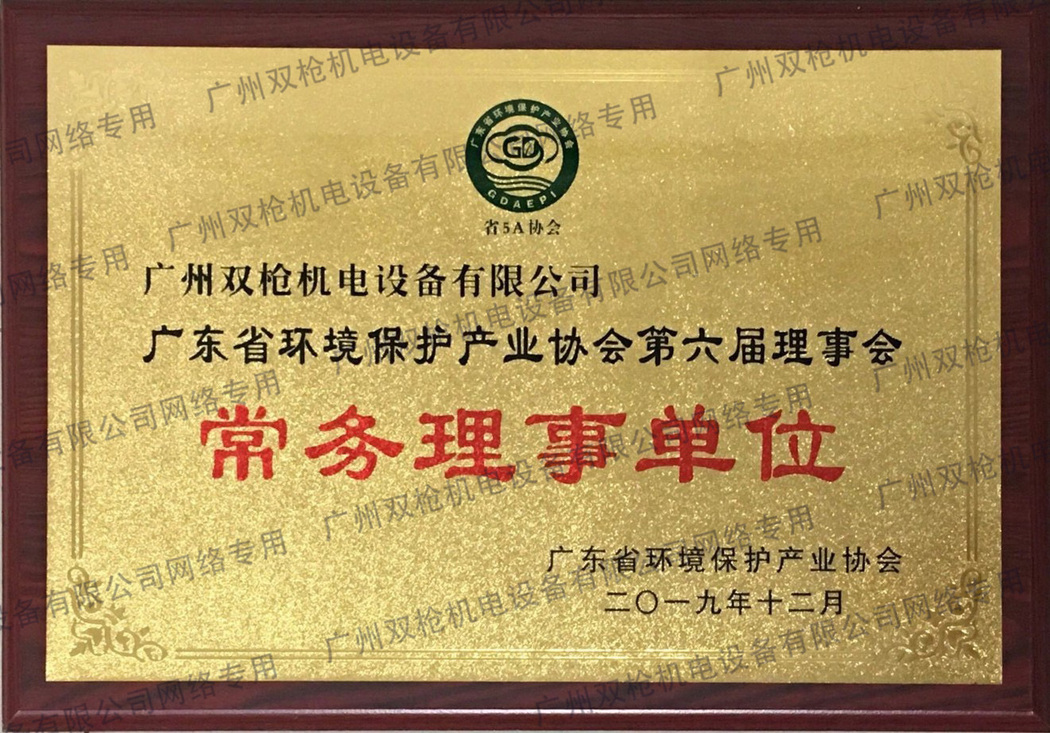 广东省环境保护产业协会
GD
GDAEPI
省5A协会
广州双枪机电设备有限公司
广东省环境保护产业协会第六届理事会
常务理事单位
广东省环境保护产业协会
二〇一九年十二月
广州双枪机电设备有限公司网络专用